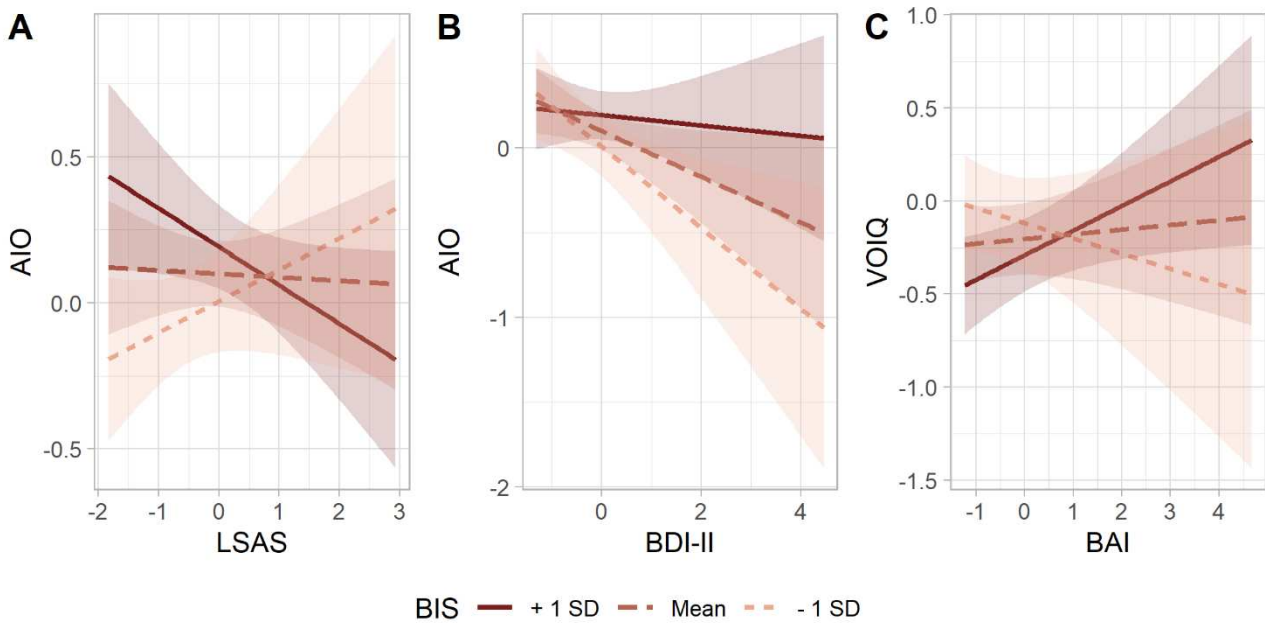 A
AIO
0.5
0.0
-0.5
-2 -1 0 1 2 3
LSAS
B
AIO
0
-1
-2
0 2 4
BDI-II
C
VOIQ
1.0
0.5
0.0
-0.5
-1.0
-1.5
-1 0 1 2 3 4
BAI
BIS + 1 SD Mean - 1 SD